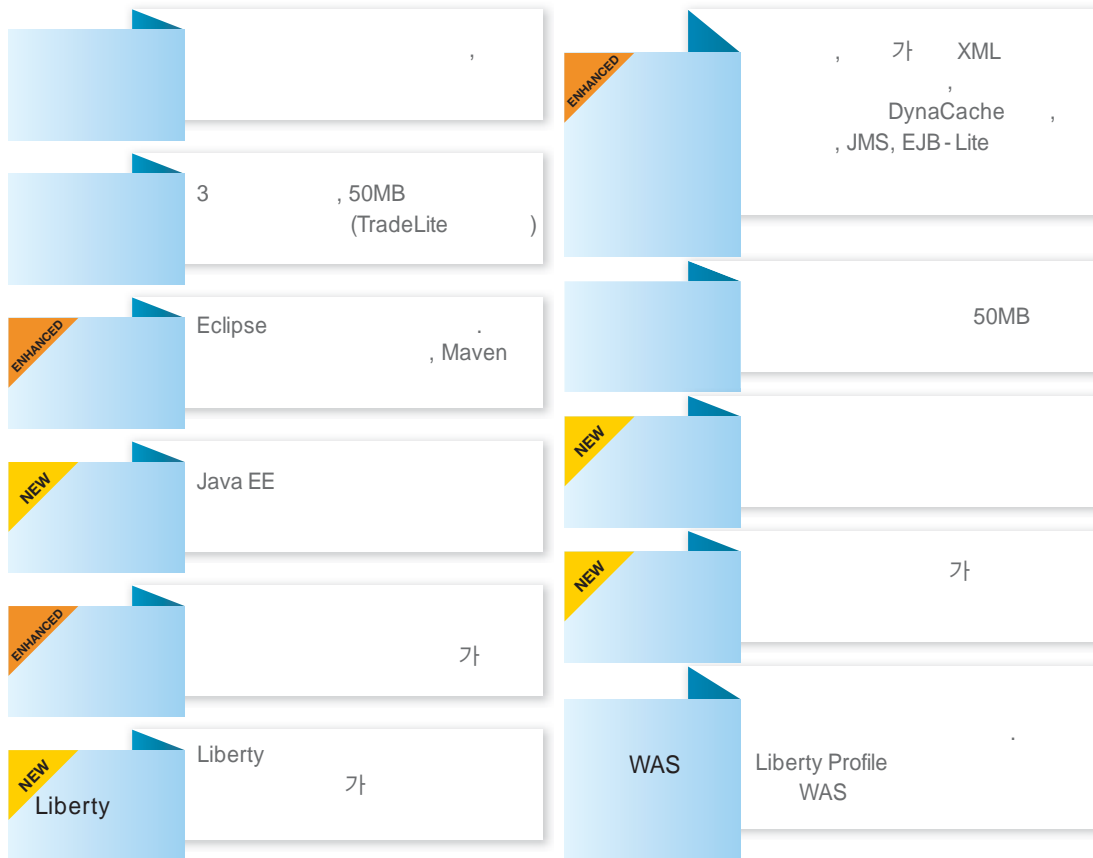 ,
3 , 50MB
(TradeLite )
ENHANCED
Eclipse .
, Maven
NEW
Java EE
ENHANCED
가
NEW
Liberty
Liberty
가
ENHANCED
, 가 XML
,
DynaCache ,
, JMS, EJB - Lite
50MB
NEW
NEW
가
WAS
.
Liberty Profile
WAS